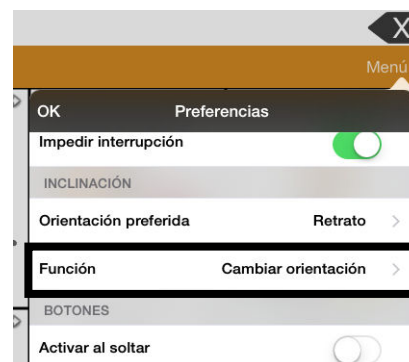 X
Menú
OK Preferencias
Impedir interrupción
INCLINACIÓN
Orientación preferida Retrato >
Función Cambiar orientación >
BOTONES
Activar al soltar